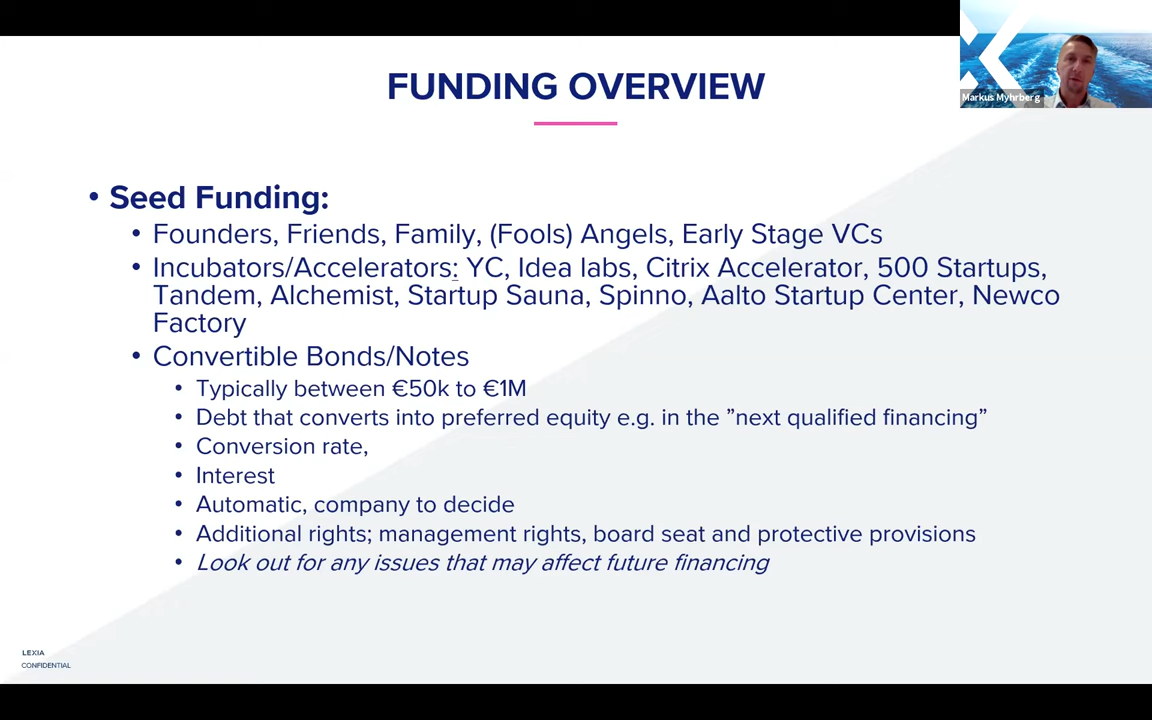 Markus Myhrberg
FUNDING OVERVIEW
• Seed Funding:
• Founders, Friends, Family, (Fools) Angels, Early Stage VCs
• Incubators/Accelerators: YC, Idea labs, Citrix Accelerator, 500 Startups,
Tandem, Alchemist, Startup Sauna, Spinno, Aalto Startup Center, Newco
Factory
• Convertible Bonds/Notes
• Typically between €50k to €1M
• Debt that converts into preferred equity e.g. in the ”next qualified financing”
• Conversion rate,
• Interest
• Automatic, company to decide
• Additional rights; management rights, board seat and protective provisions
• Look out for any issues that may affect future financing
LEXIA
CONFIDENTIAL